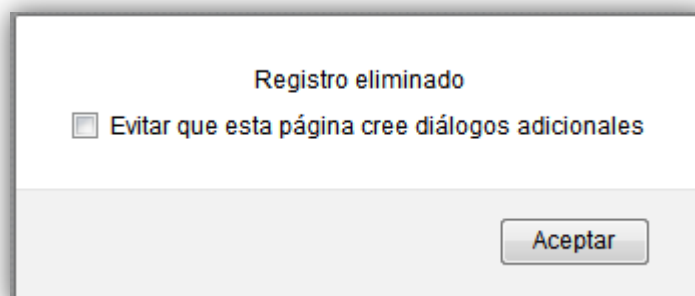 Registro eliminado
Evitar que esta página cree diálogos adicionales
Aceptar